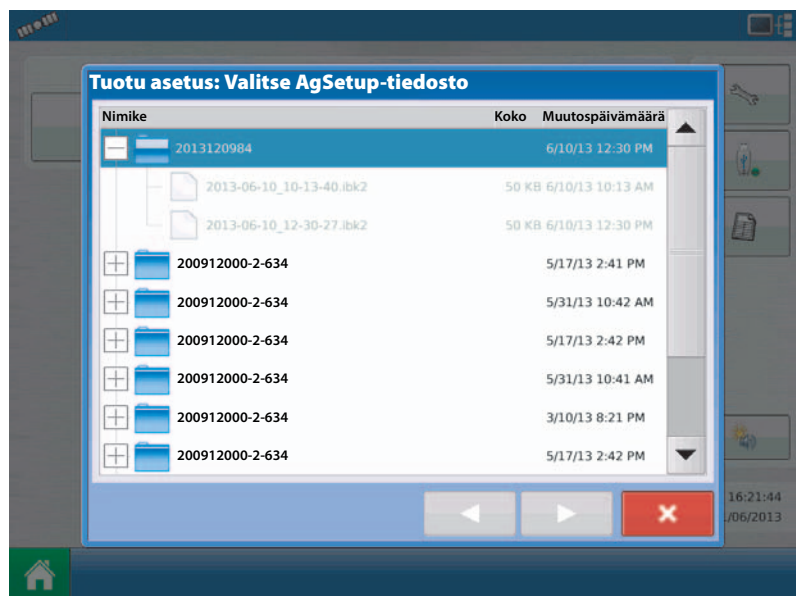 Tuotu asetus: Valitse AgSetup-tiedosto
Nimike Koko Muutospäivämäärä
2013120984 6/10/13 12:30 PM
2013-06-10_10-13-40.ibk2 50 KB 6/10/13 10:13 AM
2013-06-10_12-30-27.ibk2 50 KB 6/10/13 12:30 PM
200912000-2-634 5/17/13 2:41 PM
200912000-2-634 5/31/13 10:42 AM
200912000-2-634 5/17/13 2:42 PM
200912000-2-634 5/31/13 10:41 AM
200912000-2-634 3/10/13 8:21 PM
200912000-2-634 5/17/13 2:42 PM
16:21:44
/06/2013